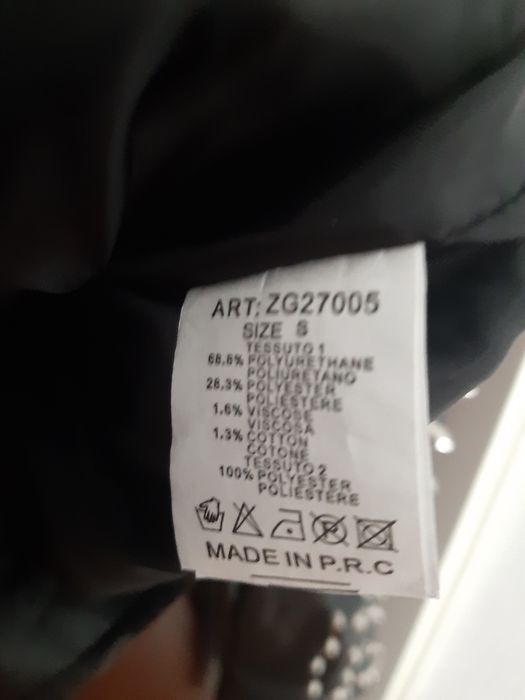 ART: ZG27005
SIZE S
TESSUTO 1
68.8% POLYURETHANE
POLIURETANO
28.3% POLYESTER
POLIESTERE
1.6% VISCOSE
VISCOSA
1.3% COTTON
COTONE
TESSUTO 2
100% POLYESTER
POLIESTERE
MADE IN P.R.C